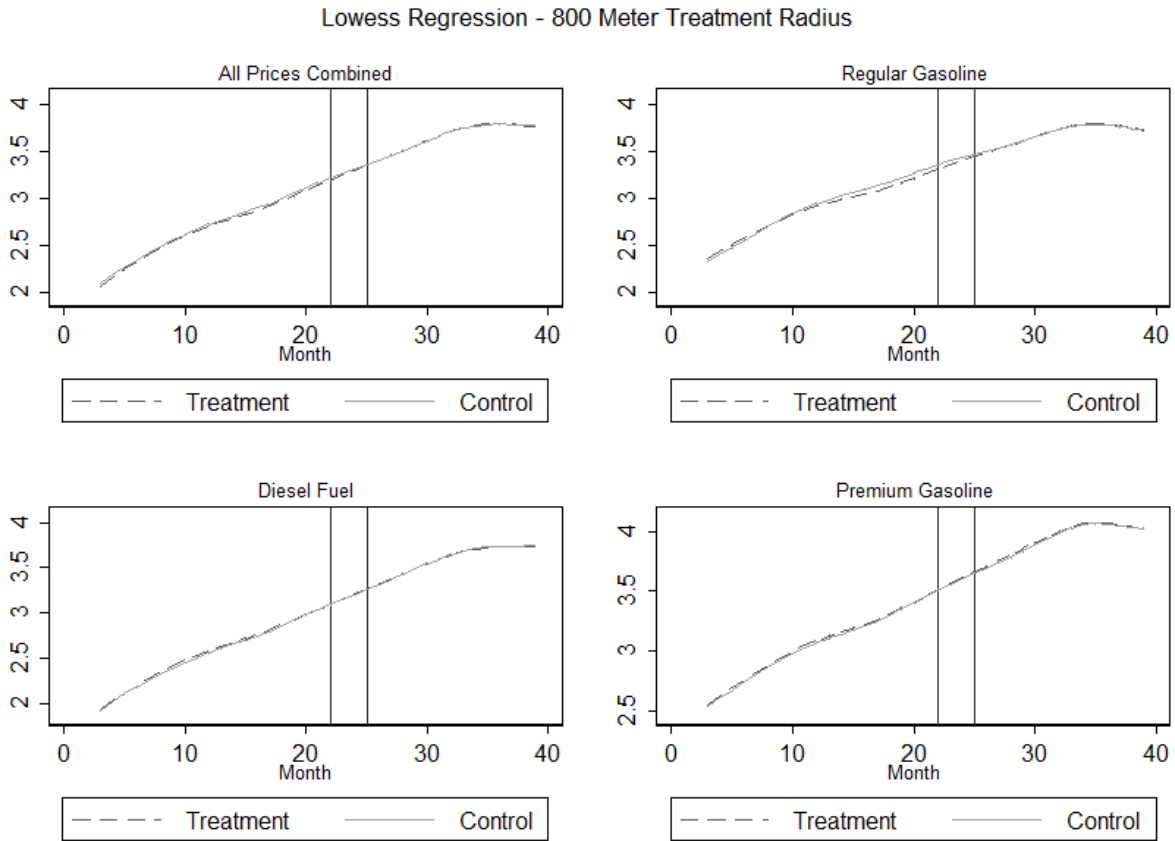 Lowess Regression - 800 Meter Treatment Radius
All Prices Combined
4
3.5
3
2.5
2
0 10 20 30 40
Month
Treatment Control
Regular Gasoline
4
3.5
3
2.5
2
0 10 20 30 40
Month
Treatment Control
Diesel Fuel
4
3.5
3
2.5
2
0 10 20 30 40
Month
Treatment Control
Premium Gasoline
4
3.5
3
2.5
0 10 20 30 40
Month
Treatment Control